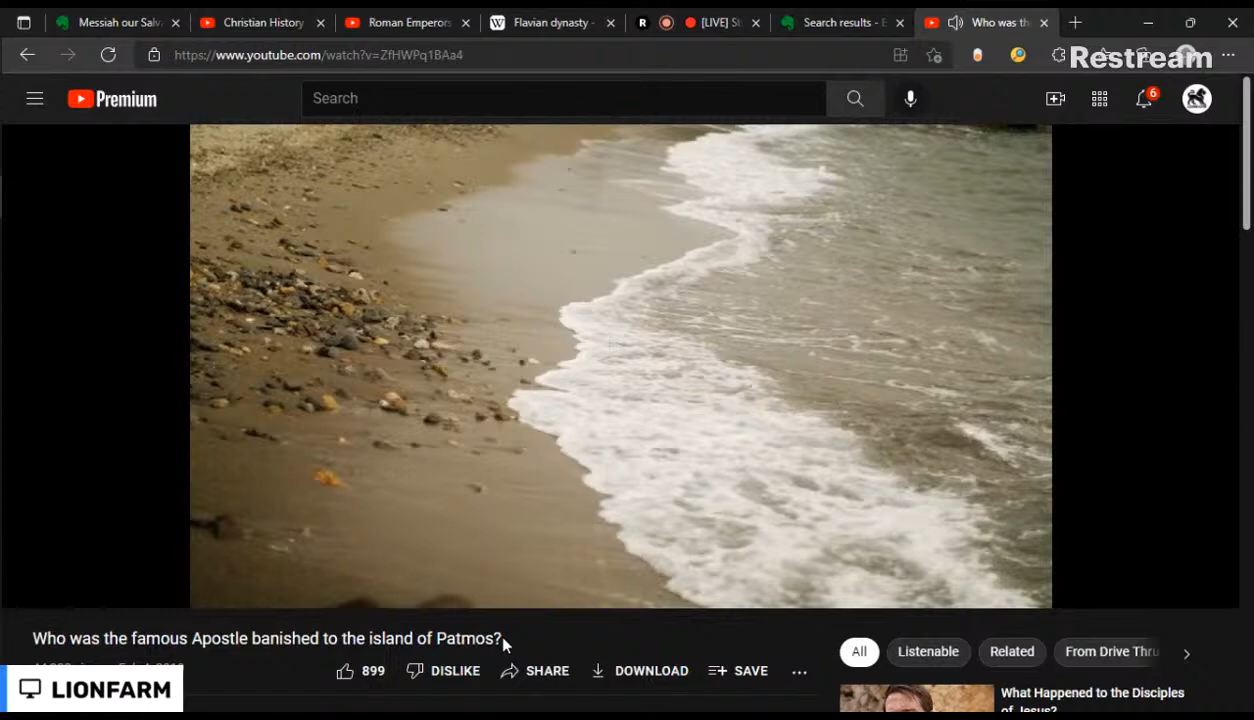 Messiah our Salv
Christian History
Roman Emperors
Flavian dynasty -
[LIVE] St
Search results - E
Who was th
https://www.youtube.com/watch?v=ZfHWPq1BAa4
Restream
Premium
Search
6
Who was the famous Apostle banished to the island of Patmos?
899
DISLIKE
SHARE
DOWNLOAD
SAVE
All
Listenable
Related
From Drive Thru
LIONFARM
What Happened to the Disciples
of Jesus?